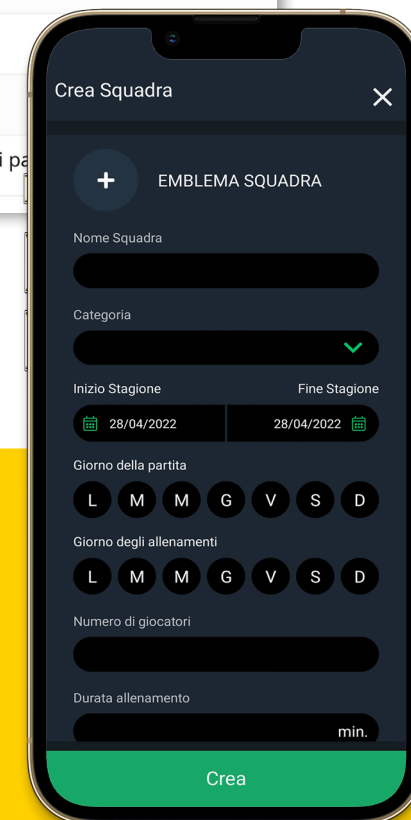 Crea Squadra
i pa
+ EMBLEMA SQUADRA
Nome Squadra
Categoria
Inizio Stagione Fine Stagione
28/04/2022 28/04/2022
Giorno della partita
L M M G V S D
Giorno degli allenamenti
L M M G V S D
Numero di giocatori
Durata allenamento
min.
Crea